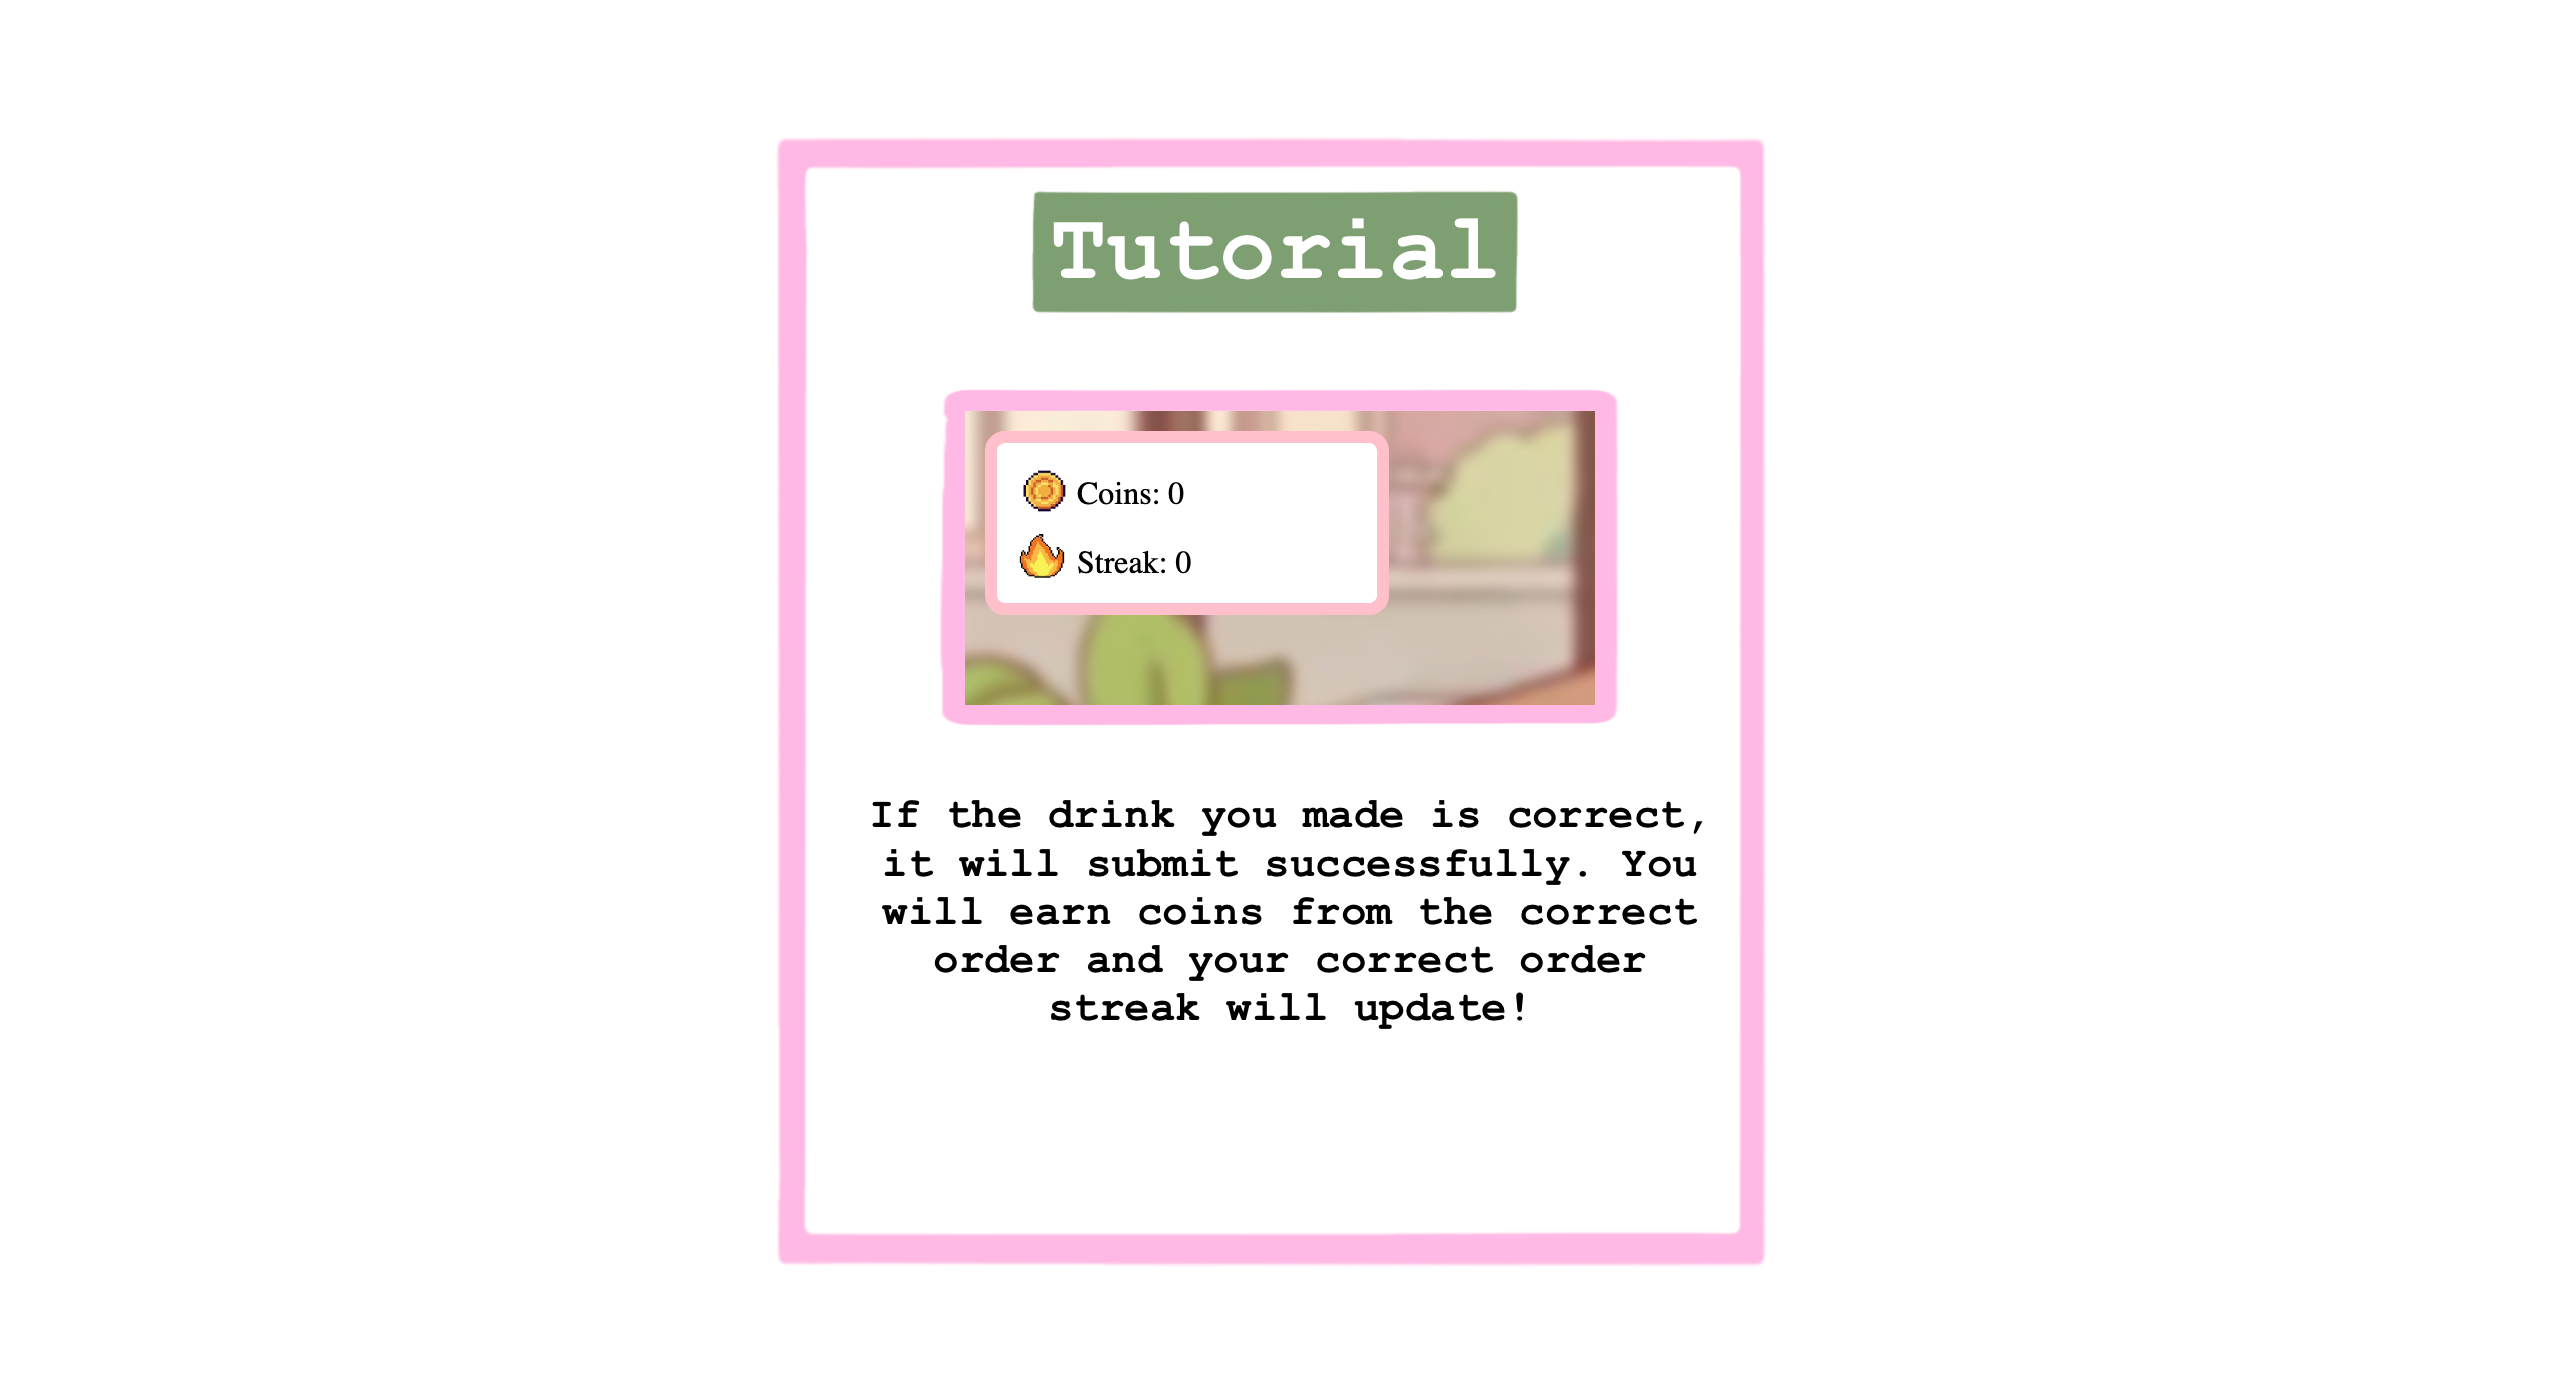 Tutorial
Coins: 0
Streak: 0
If the drink you made is correct,
it will submit successfully. You
will earn coins from the correct
order and your correct order
streak will update!